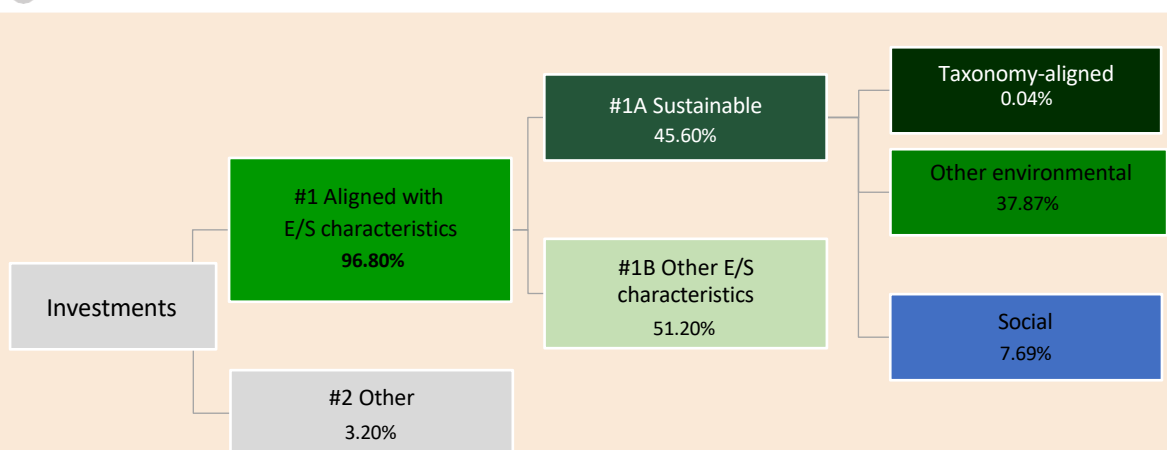 Investments
#1 Aligned with
E/S characteristics
96.80%
#2 Other
3.20%
#1A Sustainable
45.60%
#1B Other E/S
characteristics
51.20%
Taxonomy-aligned
0.04%
Other environmental
37.87%
Social
7.69%